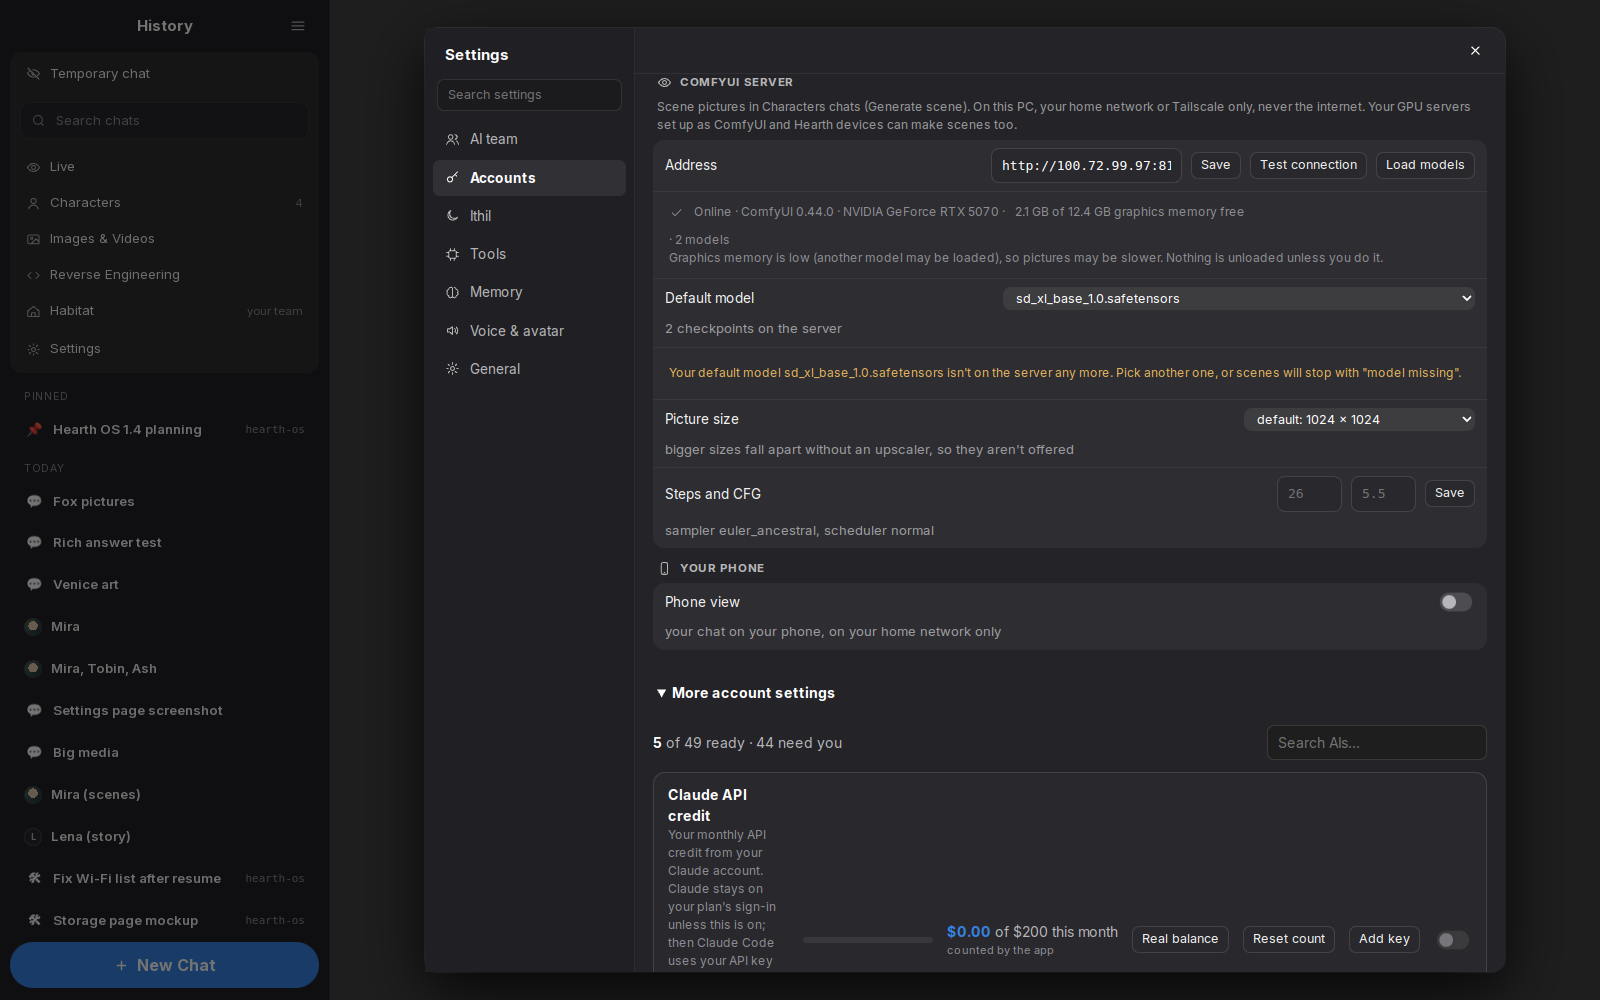 History
Temporary chat
Search chats
Live
Characters 4
Images & Videos
Reverse Engineering
Habitat your team
Settings
PINNED
Hearth OS 1.4 planning hearth-os
TODAY
Fox pictures
Rich answer test
Venice art
Mira
Mira, Tobin, Ash
Settings page screenshot
Big media
Mira (scenes)
L Lena (story)
Fix Wi-Fi list after resume hearth-os
Storage page mockup hearth-os
+ New Chat
Settings
Search settings
AI team
Accounts
Ithil
Tools
Memory
Voice & avatar
General
COMFYUI SERVER
Scene pictures in Characters chats (Generate scene). On this PC, your home network or Tailscale only, never the internet. Your GPU servers
set up as ComfyUI and Hearth devices can make scenes too.
Address http://100.72.99.97:81 Save Test connection Load models
Online · ComfyUI 0.44.0 · NVIDIA GeForce RTX 5070 · 2.1 GB of 12.4 GB graphics memory free
· 2 models
Graphics memory is low (another model may be loaded), so pictures may be slower. Nothing is unloaded unless you do it.
Default model sd_xl_base_1.0.safetensors
2 checkpoints on the server
Your default model sd_xl_base_1.0.safetensors isn't on the server any more. Pick another one, or scenes will stop with "model missing".
Picture size default: 1024 × 1024
bigger sizes fall apart without an upscaler, so they aren't offered
Steps and CFG 26 5.5 Save
sampler euler_ancestral, scheduler normal
YOUR PHONE
Phone view
your chat on your phone, on your home network only
▼ More account settings
5 of 49 ready · 44 need you Search AIs...
Claude API
credit
Your monthly API
credit from your
Claude account.
Claude stays on
your plan's sign-in
unless this is on;
then Claude Code
uses your API key
$0.00 of $200 this month
counted by the app
Real balance Reset count Add key